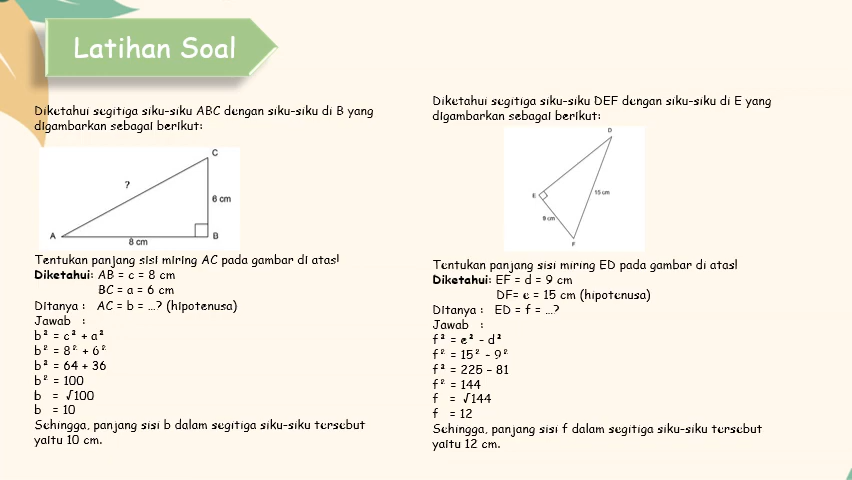 Latihan Soal
Diketahui segitiga siku-siku ABC dengan siku-siku di B yang
digambarkan sebagai berikut:
C
?
6 cm
A
B
8 cm
Tentukan panjang sisi miring AC pada gambar di atas!
Diketahui: AB = c = 8 cm
BC = a = 6 cm
Ditanya : AC = b = ...? (hipotenusa)
Jawab :
b² = c² + a²
b² = 8² + 6²
b² = 64 + 36
b² = 100
b = √100
b = 10
Sehingga, panjang sisi b dalam segitiga siku-siku tersebut
yaitu 10 cm.
Diketahui segitiga siku-siku DEF dengan siku-siku di E yang
digambarkan sebagai berikut:
D
E
15 cm
9 cm
F
Tentukan panjang sisi miring ED pada gambar di atas!
Diketahui: EF = d = 9 cm
DF= e = 15 cm (hipotenusa)
Ditanya : ED = f = ...?
Jawab :
f² = e² - d²
f² = 15² - 9²
f² = 225 - 81
f² = 144
f = √144
f = 12
Sehingga, panjang sisi f dalam segitiga siku-siku tersebut
yaitu 12 cm.